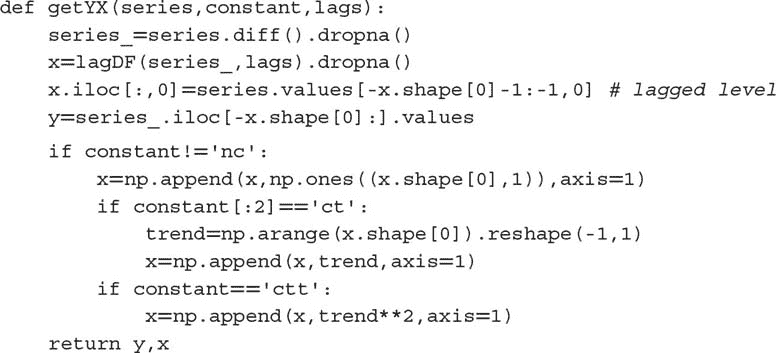 def getYX(series,constant,lags):
    series_=series.diff().dropna()
    x=lagDF(series_,lags).dropna()
    x.iloc[:,0]=series.values[-x.shape[0]-1:-1,0] # lagged level
    y=series_.iloc[-x.shape[0]:].values
    if constant!='nc':
        x=np.append(x,np.ones((x.shape[0],1)),axis=1)
        if constant[:2]=='ct':
            trend=np.arange(x.shape[0]).reshape(-1,1)
            x=np.append(x,trend,axis=1)
        if constant=='ctt':
            x=np.append(x,trend**2,axis=1)
    return y,x